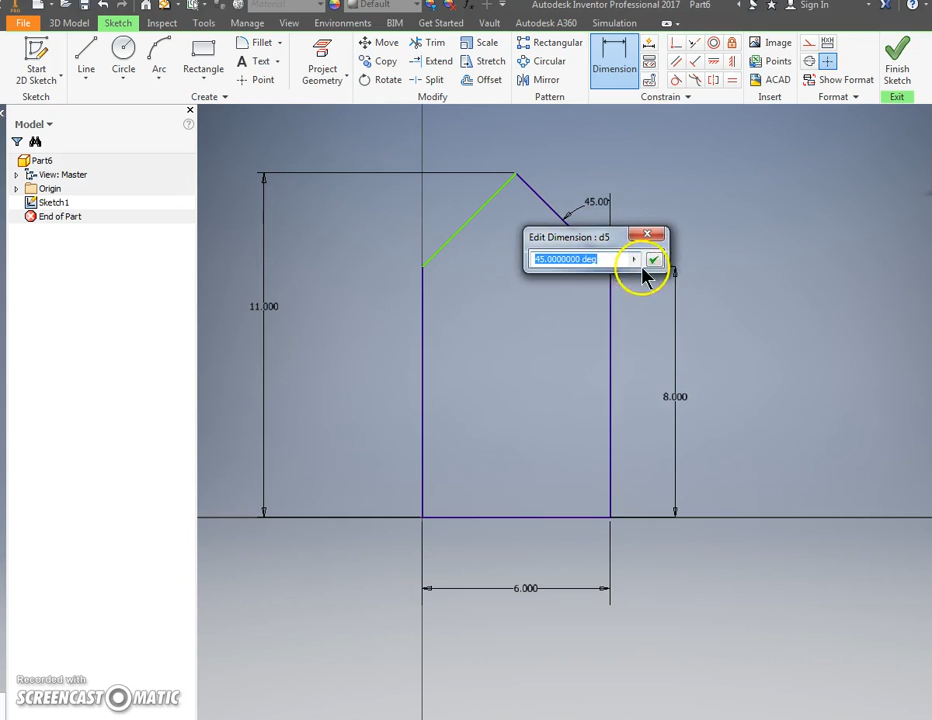 Material
Default
Autodesk Inventor Professional 2017 Part6
Sign In
PRO
File 3D Model Sketch Inspect Tools Manage View Environments BIM Get Started Vault Autodesk A360 Simulation
Start
2D Sketch
Line
Circle
Arc
Rectangle
Fillet
Text
Point
Project
Geometry
Move
Copy
Rotate
Trim
Extend
Split
Scale
Stretch
Offset
Rectangular
Circular
Mirror
Dimension
Image
Points
ACAD
Show Format
Finish
Sketch
Sketch Create Modify Pattern Constrain Insert Format Exit
Model
Part6
View: Master
Origin
Sketch1
End of Part
45.00
Edit Dimension : d5
45.0000000 deg
11.000
8.000
6.000
Recorded with
SCREENCAST-O-MATIC